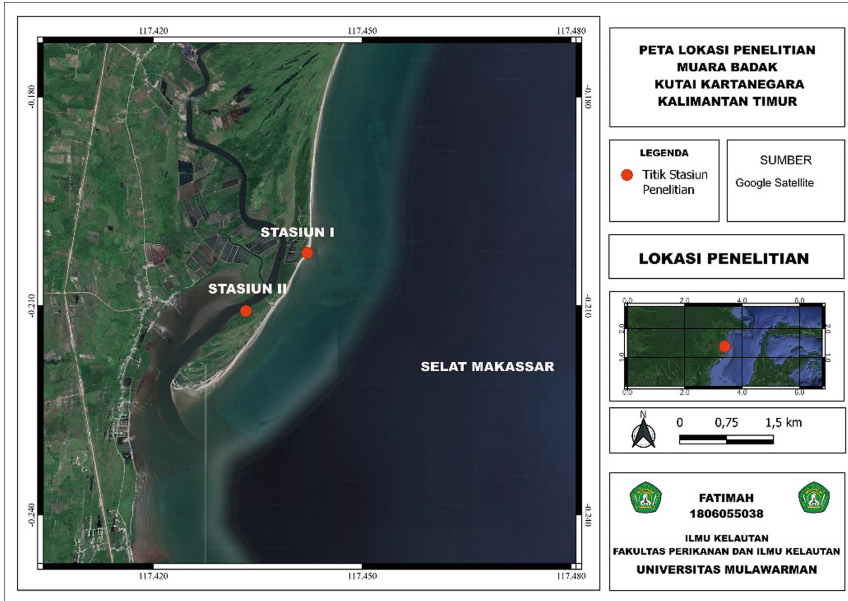 117.420
117.450
117.480
-0.180
-0.180
STASIUN I
STASIUN II
-0.210
-0.210
SELAT MAKASSAR
-0.240
-0.240
117.420
117.450
117.480
PETA LOKASI PENELITIAN
MUARA BADAK
KUTAI KARTANEGARA
KALIMANTAN TIMUR
LEGENDA
Titik Stasiun
Penelitian
SUMBER
Google Satellite
LOKASI PENELITIAN
0.0
2.0
4.0
6.0
2.0
2.0
1.0
1.0
0.0
2.0
4.0
6.0
N
0
0,75
1,5 km
FATIMAH
1806055038
ILMU KELAUTAN
FAKULTAS PERIKANAN DAN ILMU KELAUTAN
UNIVERSITAS MULAWARMAN